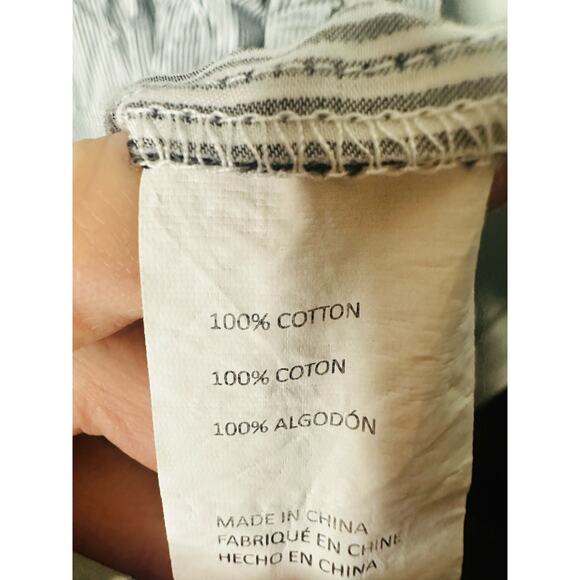 100% COTTON
100% COTON
100% ALGODÓN
MADE IN CHINA
FABRIQUÉ EN CHINE
HECHO EN CHINA